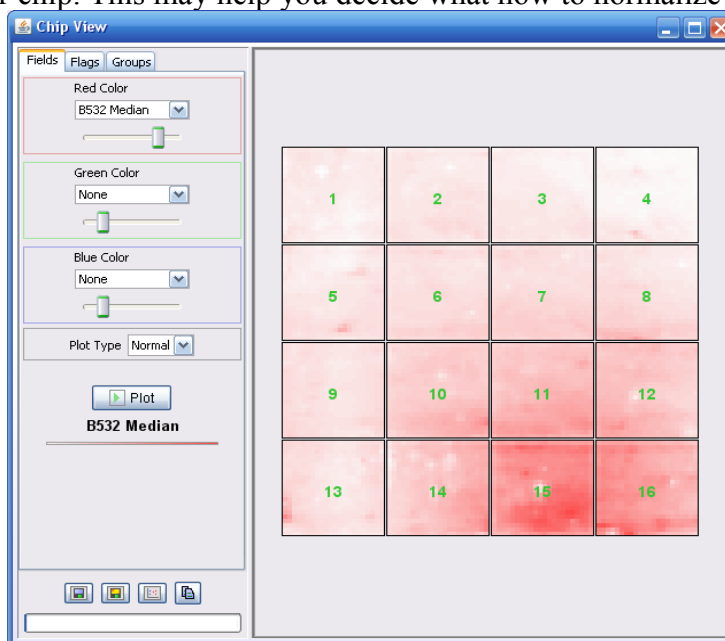 chip. This may help you decide what how to normalize
Chip View
Fields Flags Groups
Red Color
B532 Median
Green Color
None
Blue Color
None
Plot Type Normal
Plot
B532 Median
1 2 3 4
5 6 7 8
9 10 11 12
13 14 15 16